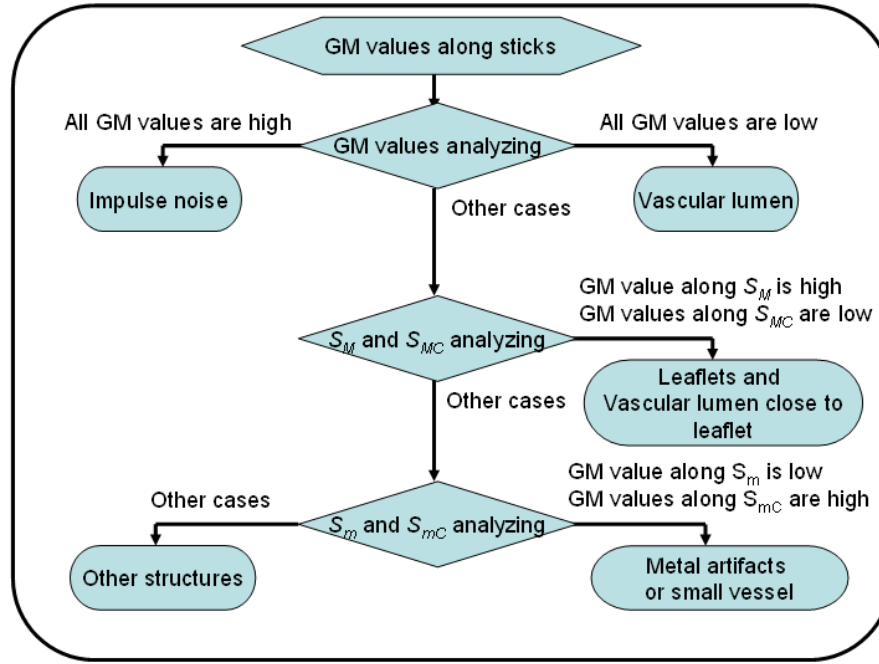 GM values along sticks
All GM values are high
All GM values are low
GM values analyzing
Impulse noise
Vascular lumen
Other cases
GM value along S_M is high
GM values along S_MC are low
S_M and S_MC analyzing
Leaflets and
Vascular lumen close to
leaflet
Other cases
GM value along S_m is low
GM values along S_mC are high
Other cases
S_m and S_mC analyzing
Other structures
Metal artifacts
or small vessel